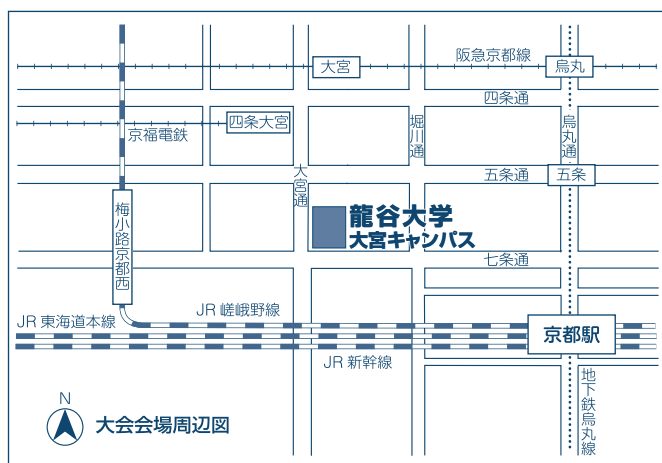 阪急京都線
大宮
烏丸
四条通
四条大宮
京福電鉄
堀川通
烏丸通
大宮通
五条通
五条
梅小路京都西
龍谷大学
大宮キャンパス
七条通
JR 嵯峨野線
JR 東海道本線
京都駅
JR 新幹線
地下鉄烏丸線
N
大会会場周辺図